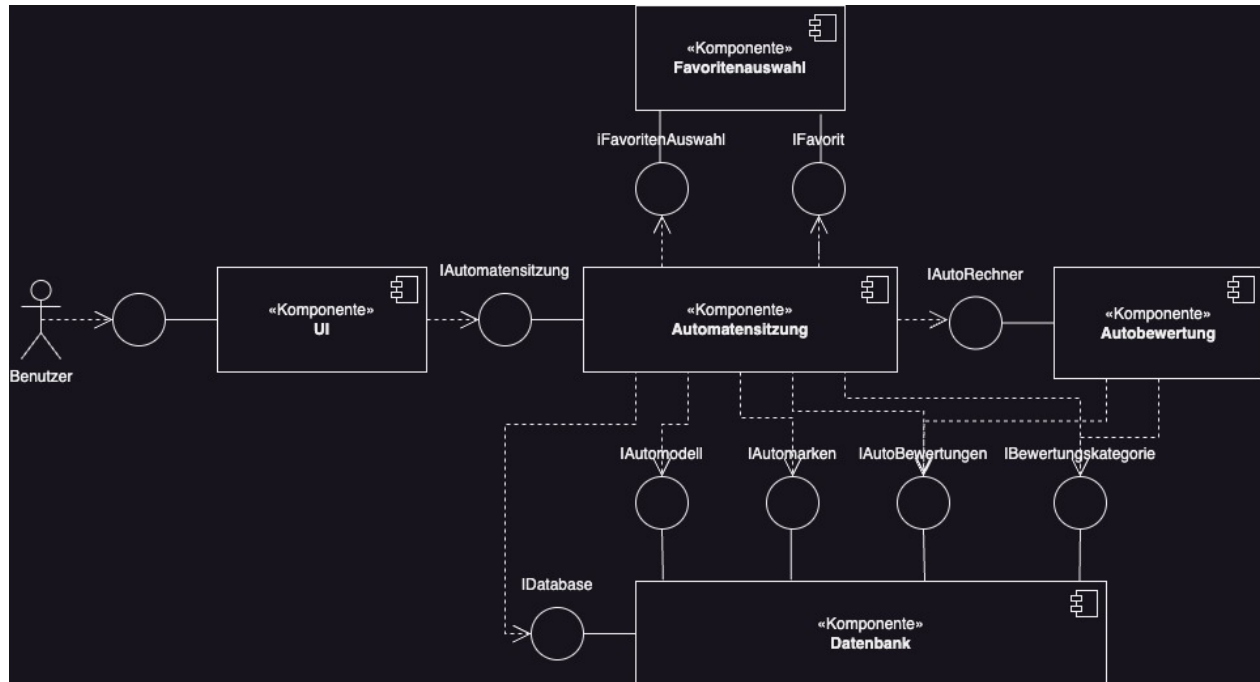 «Komponente»
Favoritenauswahl
iFavoritenAuswahl
IFavorit
IAutomatensitzung
IAutoRechner
«Komponente»
UI
«Komponente»
Automatensitzung
«Komponente»
Autobewertung
Benutzer
IAutomodell
IAutomarken
IAutoBewertungen
IBewertungskategorie
IDatabase
«Komponente»
Datenbank